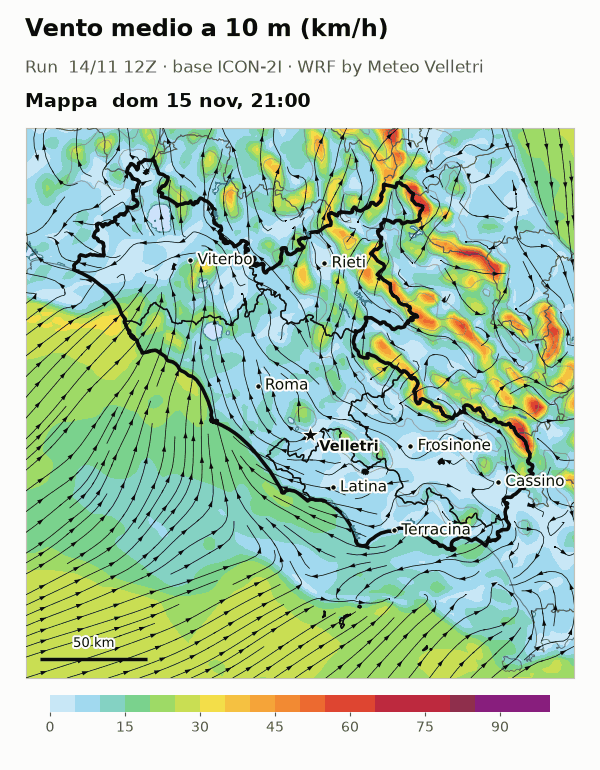 Vento medio a 10 m (km/h)
Run  14/11 12Z · base ICON-2I · WRF by Meteo Velletri
Mappa  dom 15 nov, 21:00
Viterbo
Rieti
Roma
Velletri
Frosinone
Cassino
Latina
Terracina
50 km
0 15 30 45 60 75 90